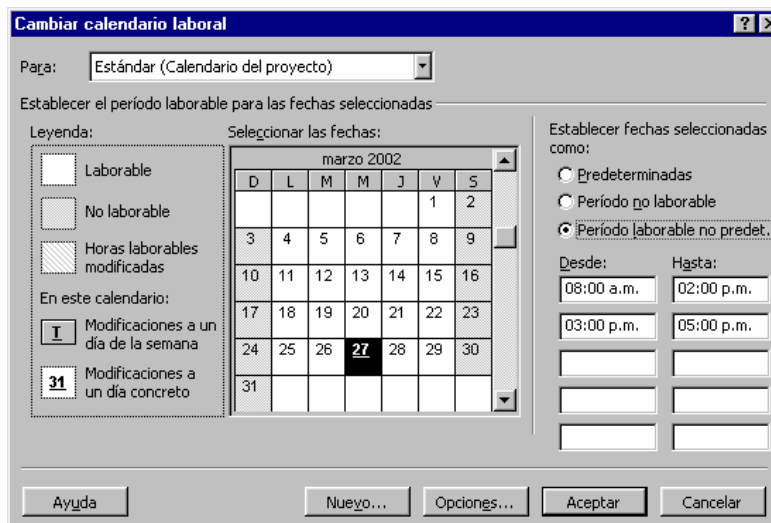 Cambiar calendario laboral
?
Para: Estándar (Calendario del proyecto)
Establecer el período laborable para las fechas seleccionadas
Leyenda:
Laborable
No laborable
Horas laborables
modificadas
En este calendario:
T Modificaciones a un
día de la semana
31 Modificaciones a
un día concreto
Seleccionar las fechas:
marzo 2002
D L M M J V S
1 2
3 4 5 6 7 8 9
10 11 12 13 14 15 16
17 18 19 20 21 22 23
24 25 26 27 28 29 30
31
Establecer fechas seleccionadas
como:
Predeterminadas
Período no laborable
Período laborable no predet.
Desde: Hasta:
08:00 a.m. 02:00 p.m.
03:00 p.m. 05:00 p.m.
Ayuda Nuevo... Opciones... Aceptar Cancelar